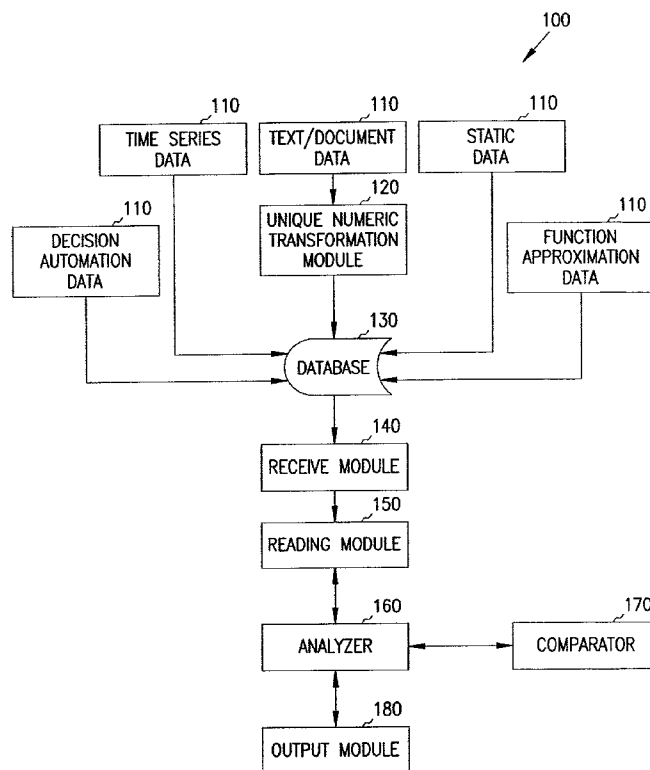 100
110
TIME SERIES
DATA
110
TEXT/DOCUMENT
DATA
110
STATIC
DATA
110
DECISION
AUTOMATION
DATA
120
UNIQUE NUMERIC
TRANSFORMATION
MODULE
110
FUNCTION
APPROXIMATION
DATA
130
DATABASE
140
RECEIVE MODULE
150
READING MODULE
160
ANALYZER
170
COMPARATOR
180
OUTPUT MODULE